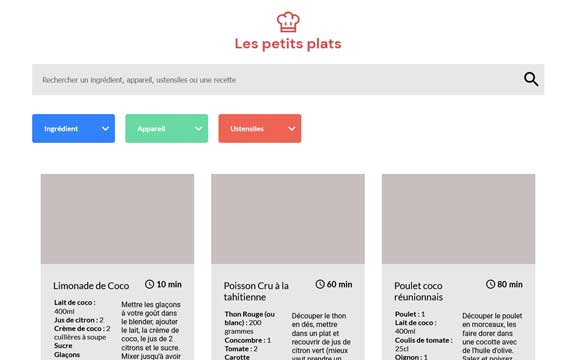 Les petits plats
Rechercher un ingrédient, appareil, ustensiles ou une recette
Ingrédient
Appareil
Ustensiles
Limonade de Coco
10 min
Lait de coco :
400ml
Jus de citron : 2
Crème de coco : 2
cuillères à soupe
Sucre
Glaçons
Mettre les glaçons
à votre goût dans
le blender, ajouter
le lait, la crème de
coco, le jus de 2
citrons et le sucre.
Mixer jusqu'à avoir
Poisson Cru à la
tahitienne
60 min
Thon Rouge (ou
blanc) : 200
grammes
Concombre : 1
Tomate : 2
Carotte
Découper le thon
en dés, mettre
dans un plat et
recouvrir de jus de
citron vert (mieux
vaut prendre un
Poulet coco
réunionnais
80 min
Poulet : 1
Lait de coco :
400ml
Coulis de tomate :
25cl
Oignon : 1
Découper le poulet
en morceaux, les
faire dorer dans
une cocotte avec
de l'huile d'olive.
Salez et poivrez